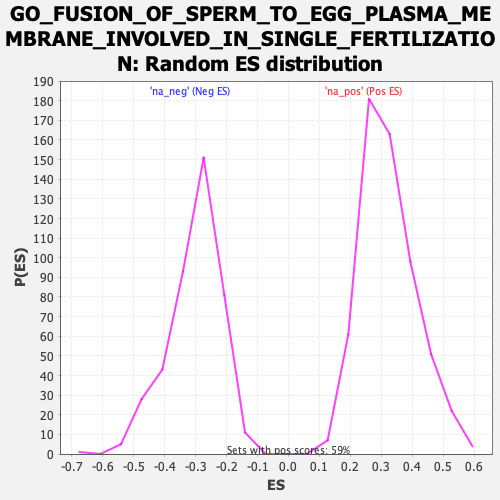 GO_FUSION_OF_SPERM_TO_EGG_PLASMA_ME
MBRANE_INVOLVED_IN_SINGLE_FERTILIZATIO
N: Random ES distribution
'na_neg' (Neg ES) 'na_pos' (Pos ES)
P(ES)
190
180
170
160
150
140
130
120
110
100
90
80
70
60
50
40
30
20
10
0
Sets with pos scores: 59%
-0.7 -0.6 -0.5 -0.4 -0.3 -0.2 -0.1 0.0 0.1 0.2 0.3 0.4 0.5 0.6
ES